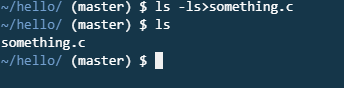 ~/hello/ (master) $ ls -ls>something.c
~/hello/ (master) $ ls
something.c
~/hello/ (master) $